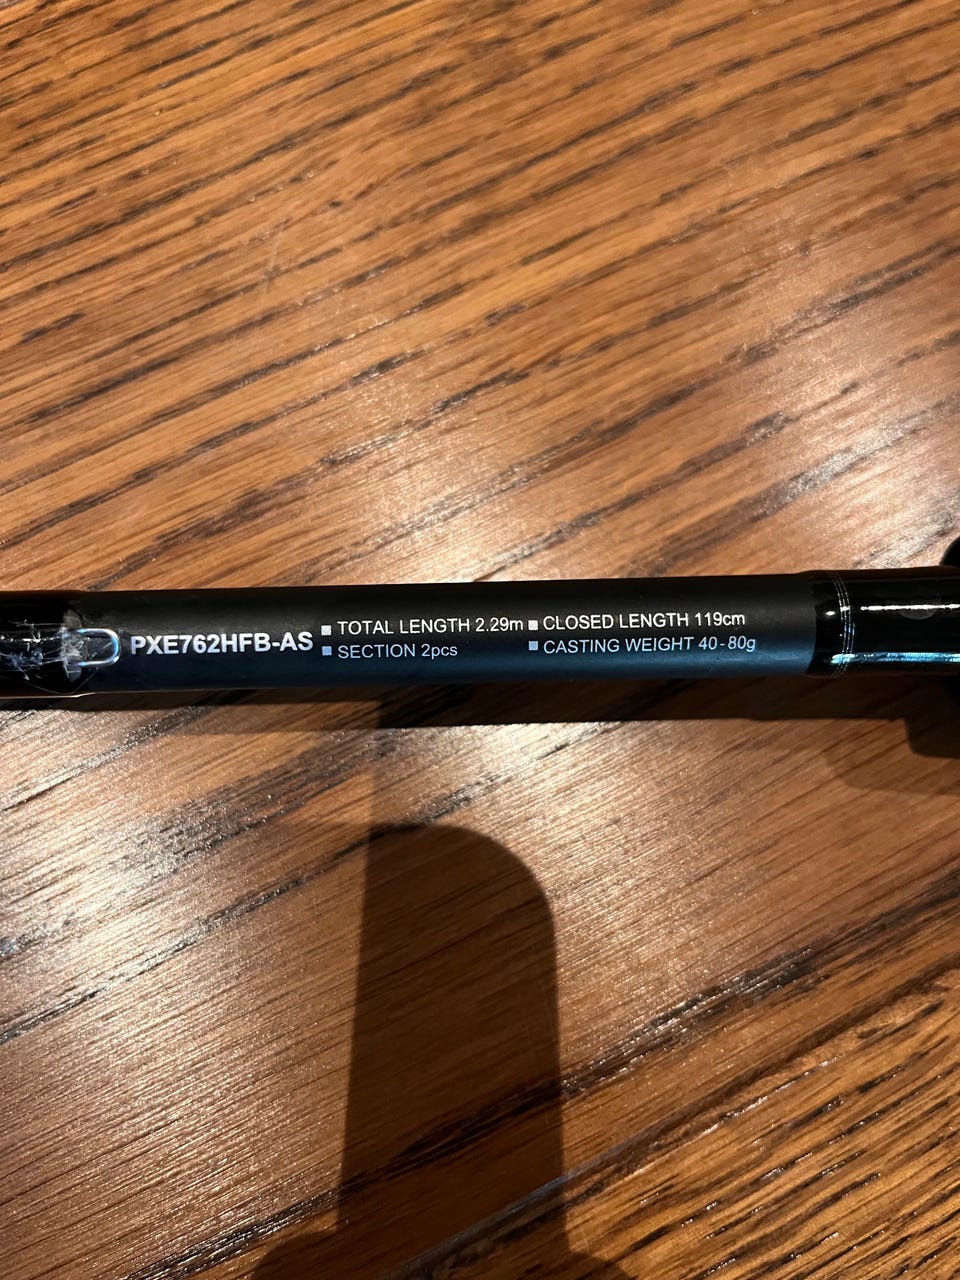 PXE762HFB-AS
■ TOTAL LENGTH 2.29m ■ CLOSED LENGTH 119cm
■ SECTION 2pcs ■ CASTING WEIGHT 40-80g